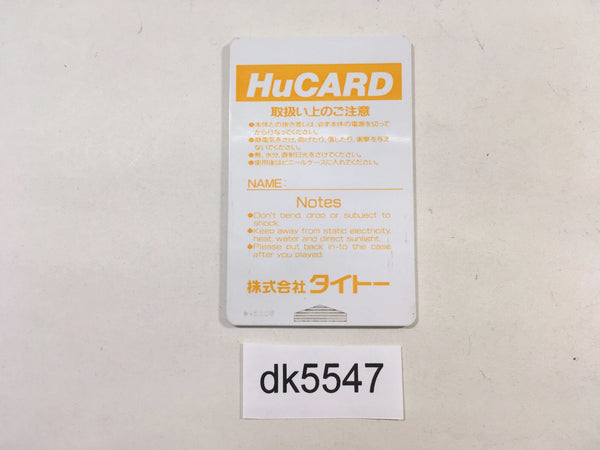 HuCARD
取扱い上のご注意
●本体との抜き差しは、必ず本体の電源を切って
から行なってください。
●静電気をさけ、曲げたり、落したり、衝撃を与え
ないでください。
●熱、水分、直射日光をさけてください。
●使用後はビニールケースに入れてください。
NAME:
Notes
●Don't bend drop or subject to
shock.
●Keep away from static electricity,
heat, water and direct sunlight.
●Please put back in-to the case
after you played.
株式会社 タイトー
dk5547